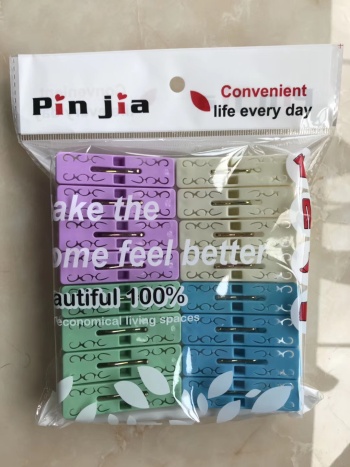 Pin jia
Convenient
life every day
ake the
ome feel better
autiful 100%
economical living spaces